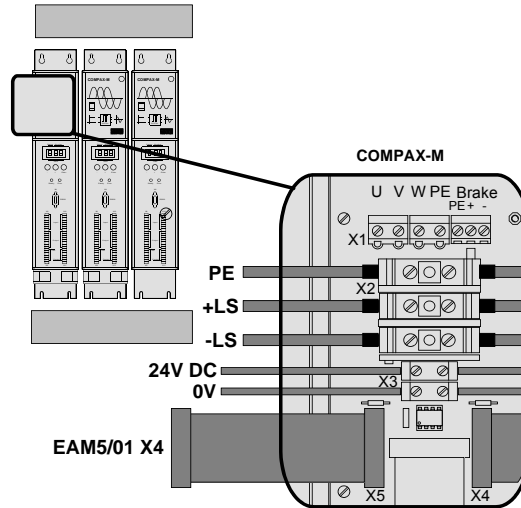 COMPAX-M
COMPAX-M
COMPAX-M
U V W PE Brake
PE + -
X1
PE
X2
+LS
-LS
24V DC
X3
0V
EAM5/01 X4
X5
X4